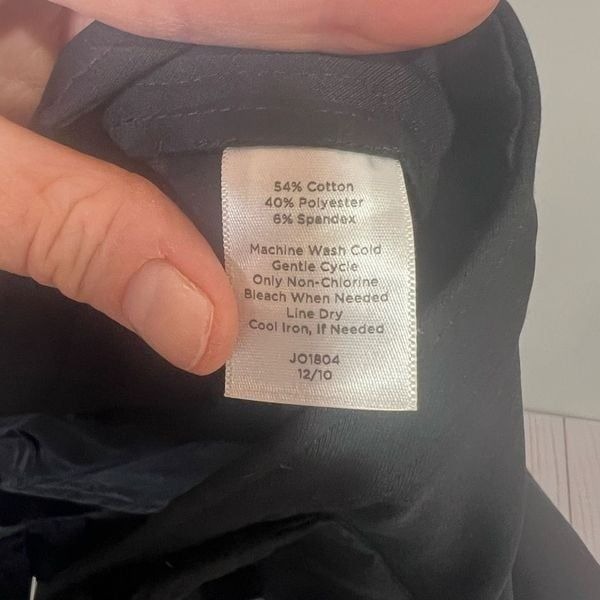 54% Cotton
40% Polyester
6% Spandex
Machine Wash Cold
Gentle Cycle
Only Non-Chlorine
Bleach When Needed
Line Dry
Cool Iron, If Needed
JO1804
12/10